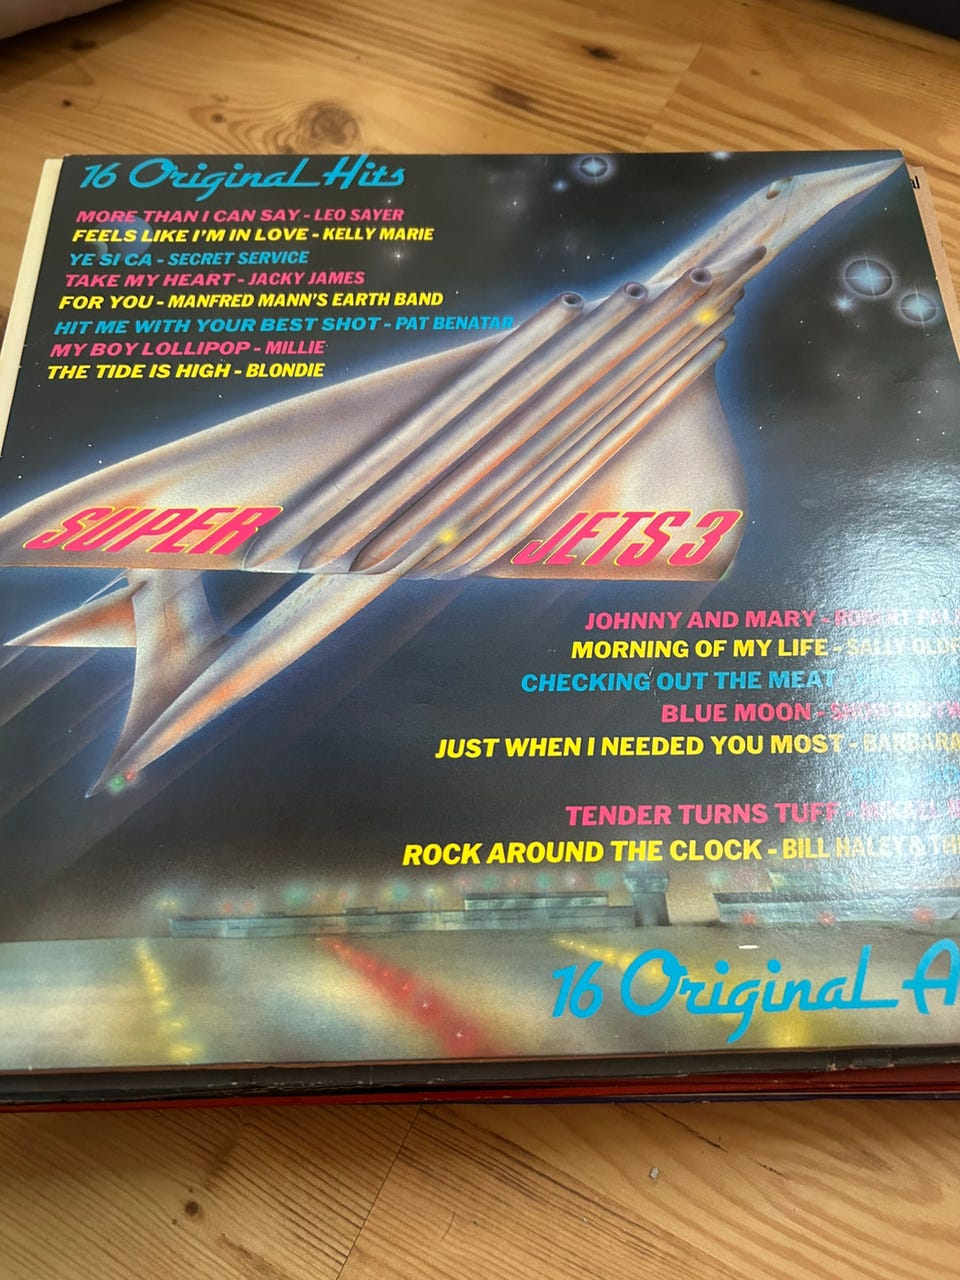 16 Original Hits
MORE THAN I CAN SAY - LEO SAYER
FEELS LIKE I'M IN LOVE - KELLY MARIE
YE SI CA - SECRET SERVICE
TAKE MY HEART - JACKY JAMES
FOR YOU - MANFRED MANN'S EARTH BAND
HIT ME WITH YOUR BEST SHOT - PAT BENATAR
MY BOY LOLLIPOP - MILLIE
THE TIDE IS HIGH - BLONDIE
SUPER JETS 3
JOHNNY AND MARY - ROBERT
MORNING OF MY LIFE - SALLY
CHECKING OUT THE MEAT
BLUE MOON -
JUST WHEN I NEEDED YOU MOST -
TENDER TURNS TUFF -
ROCK AROUND THE CLOCK - BILL HALEY &
16 Original